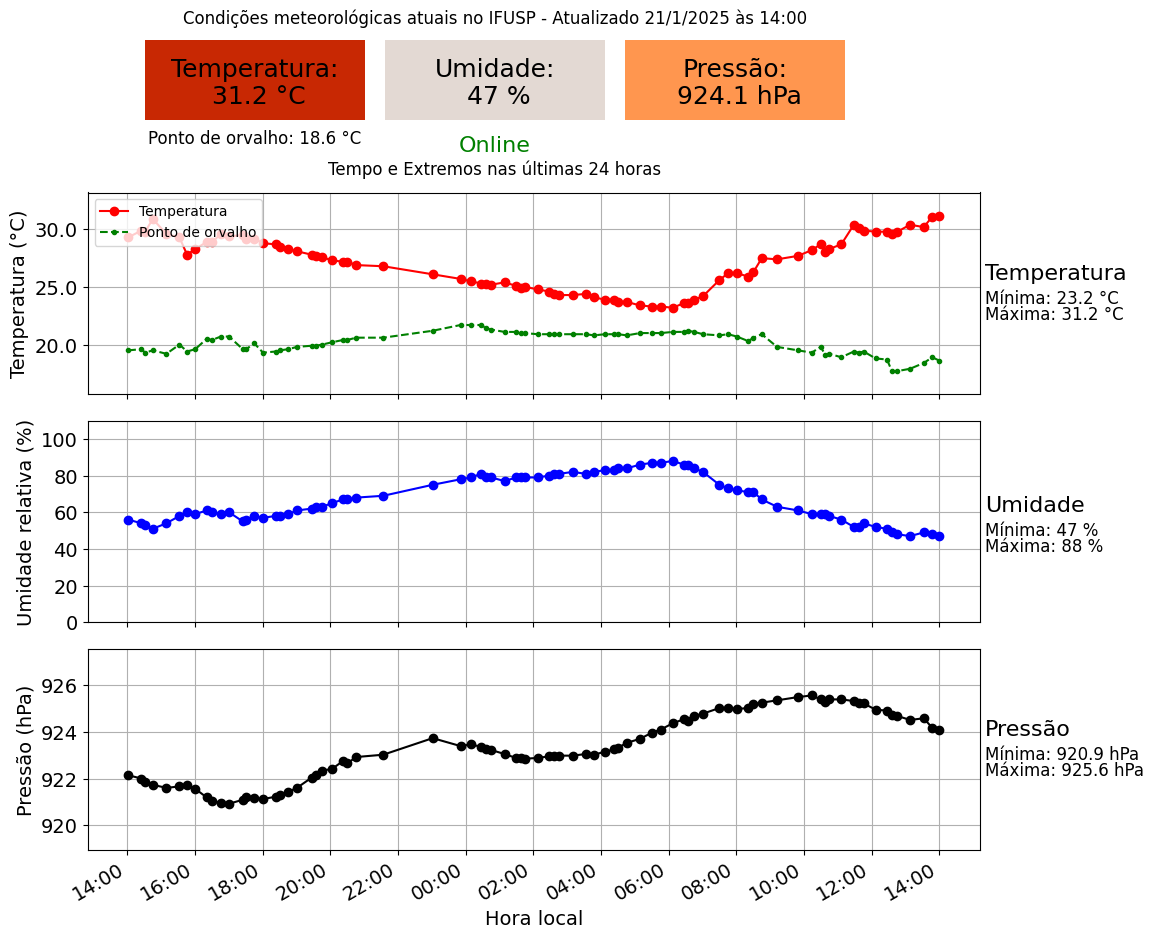 Condições meteorológicas atuais no IFUSP - Atualizado 21/1/2025 às 14:00
Temperatura:
31.2 °C
Umidade:
47 %
Pressão:
924.1 hPa
Ponto de orvalho: 18.6 °C
Online
Tempo e Extremos nas últimas 24 horas
Temperatura (°C)
30.0
25.0
20.0
Temperatura
Ponto de orvalho
Temperatura
Mínima: 23.2 °C
Máxima: 31.2 °C
Umidade relativa (%)
100
80
60
40
20
0
Umidade
Mínima: 47 %
Máxima: 88 %
Pressão (hPa)
926
924
922
920
Pressão
Mínima: 920.9 hPa
Máxima: 925.6 hPa
14:00
16:00
18:00
20:00
22:00
00:00
02:00
04:00
06:00
08:00
10:00
12:00
14:00
Hora local